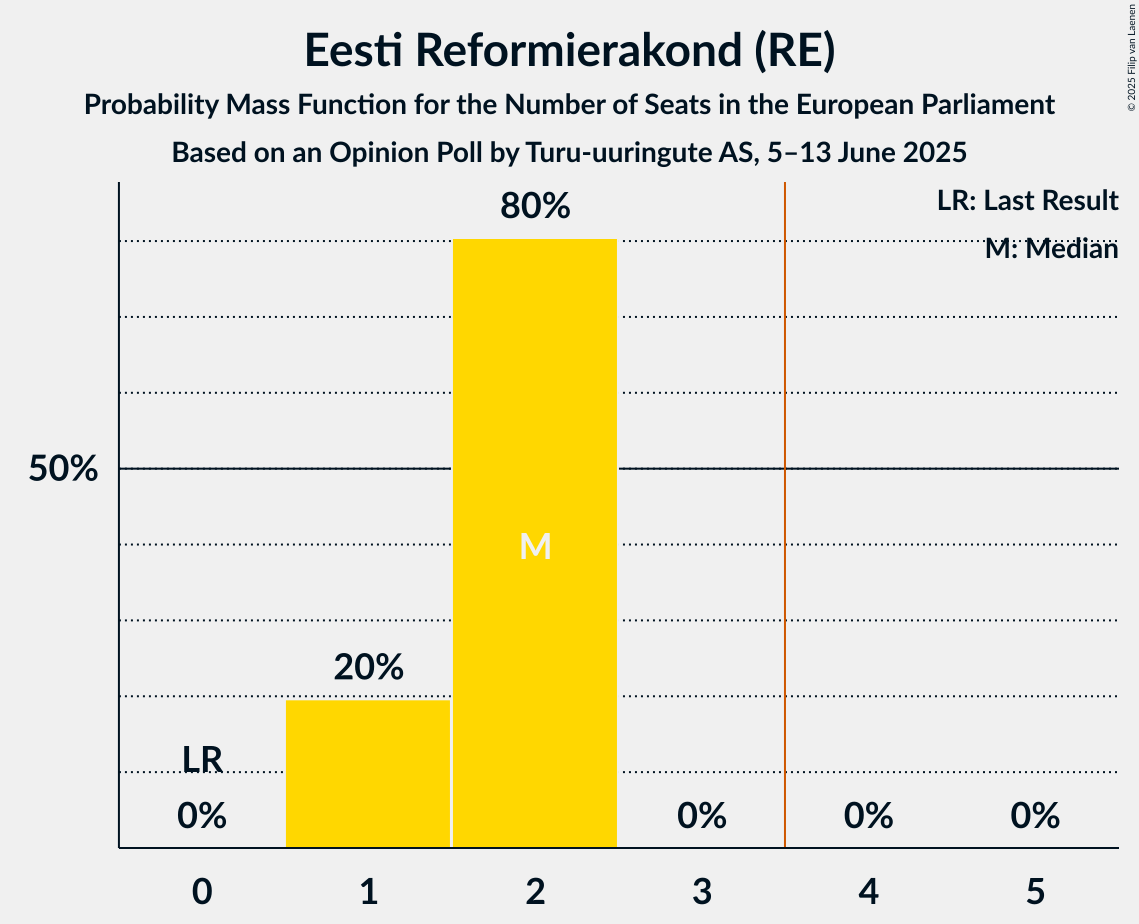 Eesti Reformierakond (RE)
Probability Mass Function for the Number of Seats in the European Parliament
Based on an Opinion Poll by Turu-uuringute AS, 5–13 June 2025
© 2025 Filip van Laenen
LR: Last Result
M: Median
80%
50%
M
20%
LR
0%
0%
0%
0%
0
1
2
3
4
5